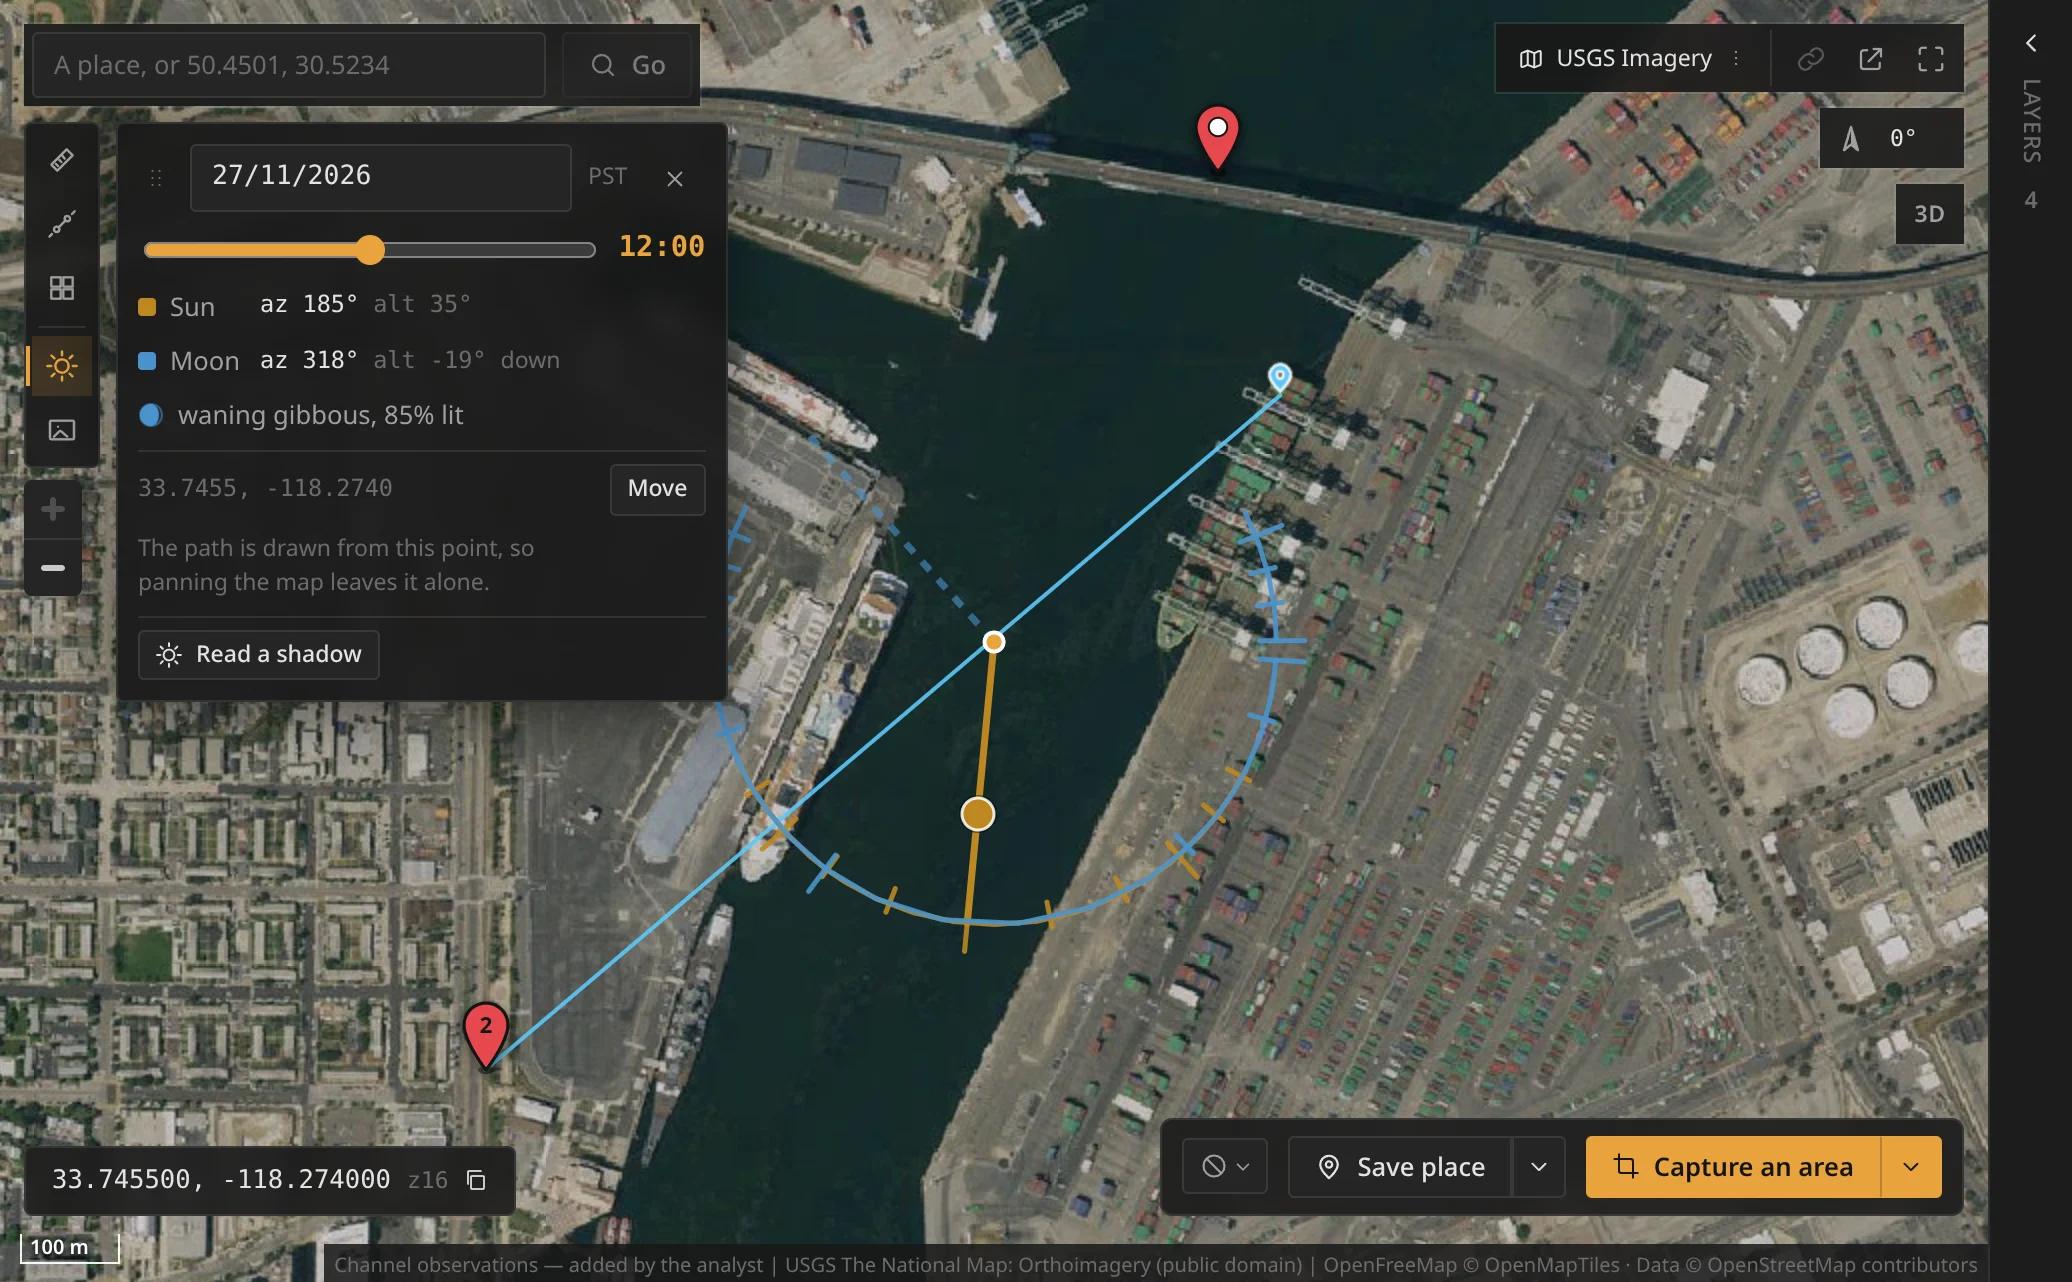 A place, or 50.4501, 30.5234
Go
USGS Imagery
LAYERS
4
0°
3D
27/11/2026
PST
12:00
Sun az 185° alt 35°
Moon az 318° alt -19° down
waning gibbous, 85% lit
33.7455, -118.2740
Move
The path is drawn from this point, so
panning the map leaves it alone.
Read a shadow
2
33.745500, -118.274000 z16
Save place
Capture an area
100 m
Channel observations — added by the analyst | USGS The National Map: Orthoimagery (public domain) | OpenFreeMap © OpenMapTiles · Data © OpenStreetMap contributors